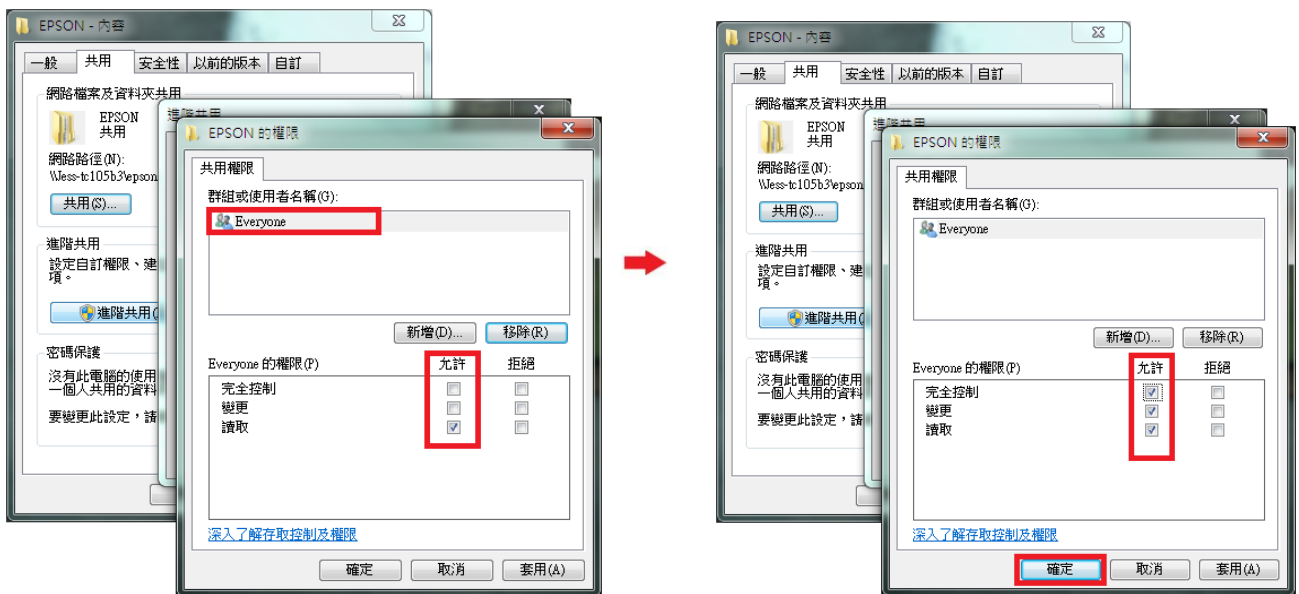 EPSON - 內容
一般 共用 安全性 以前的版本 自訂
網路檔案及資料夾共用
EPSON
共用
網路路徑(N):
\\Jess-tc105b3\epson
共用(S)...
進階共用
設定自訂權限、建
項。
進階共用(
密碼保護
沒有此電腦的使用
一個人共用的資料
要變更此設定，請
進階共用
EPSON 的權限
共用權限
群組或使用者名稱(G):
Everyone
新增(D)... 移除(R)
Everyone 的權限(P) 允許 拒絕
完全控制
變更
讀取
深入了解存取控制及權限
確定 取消 套用(A)
EPSON - 內容
一般 共用 安全性 以前的版本 自訂
網路檔案及資料夾共用
EPSON
共用
網路路徑(N):
\\Jess-tc105b3\epson
共用(S)...
進階共用
設定自訂權限、建
項。
進階共用(
密碼保護
沒有此電腦的使用
一個人共用的資料
要變更此設定，請
進階共用
EPSON 的權限
共用權限
群組或使用者名稱(G):
Everyone
新增(D)... 移除(R)
Everyone 的權限(P) 允許 拒絕
完全控制
變更
讀取
深入了解存取控制及權限
確定 取消 套用(A)